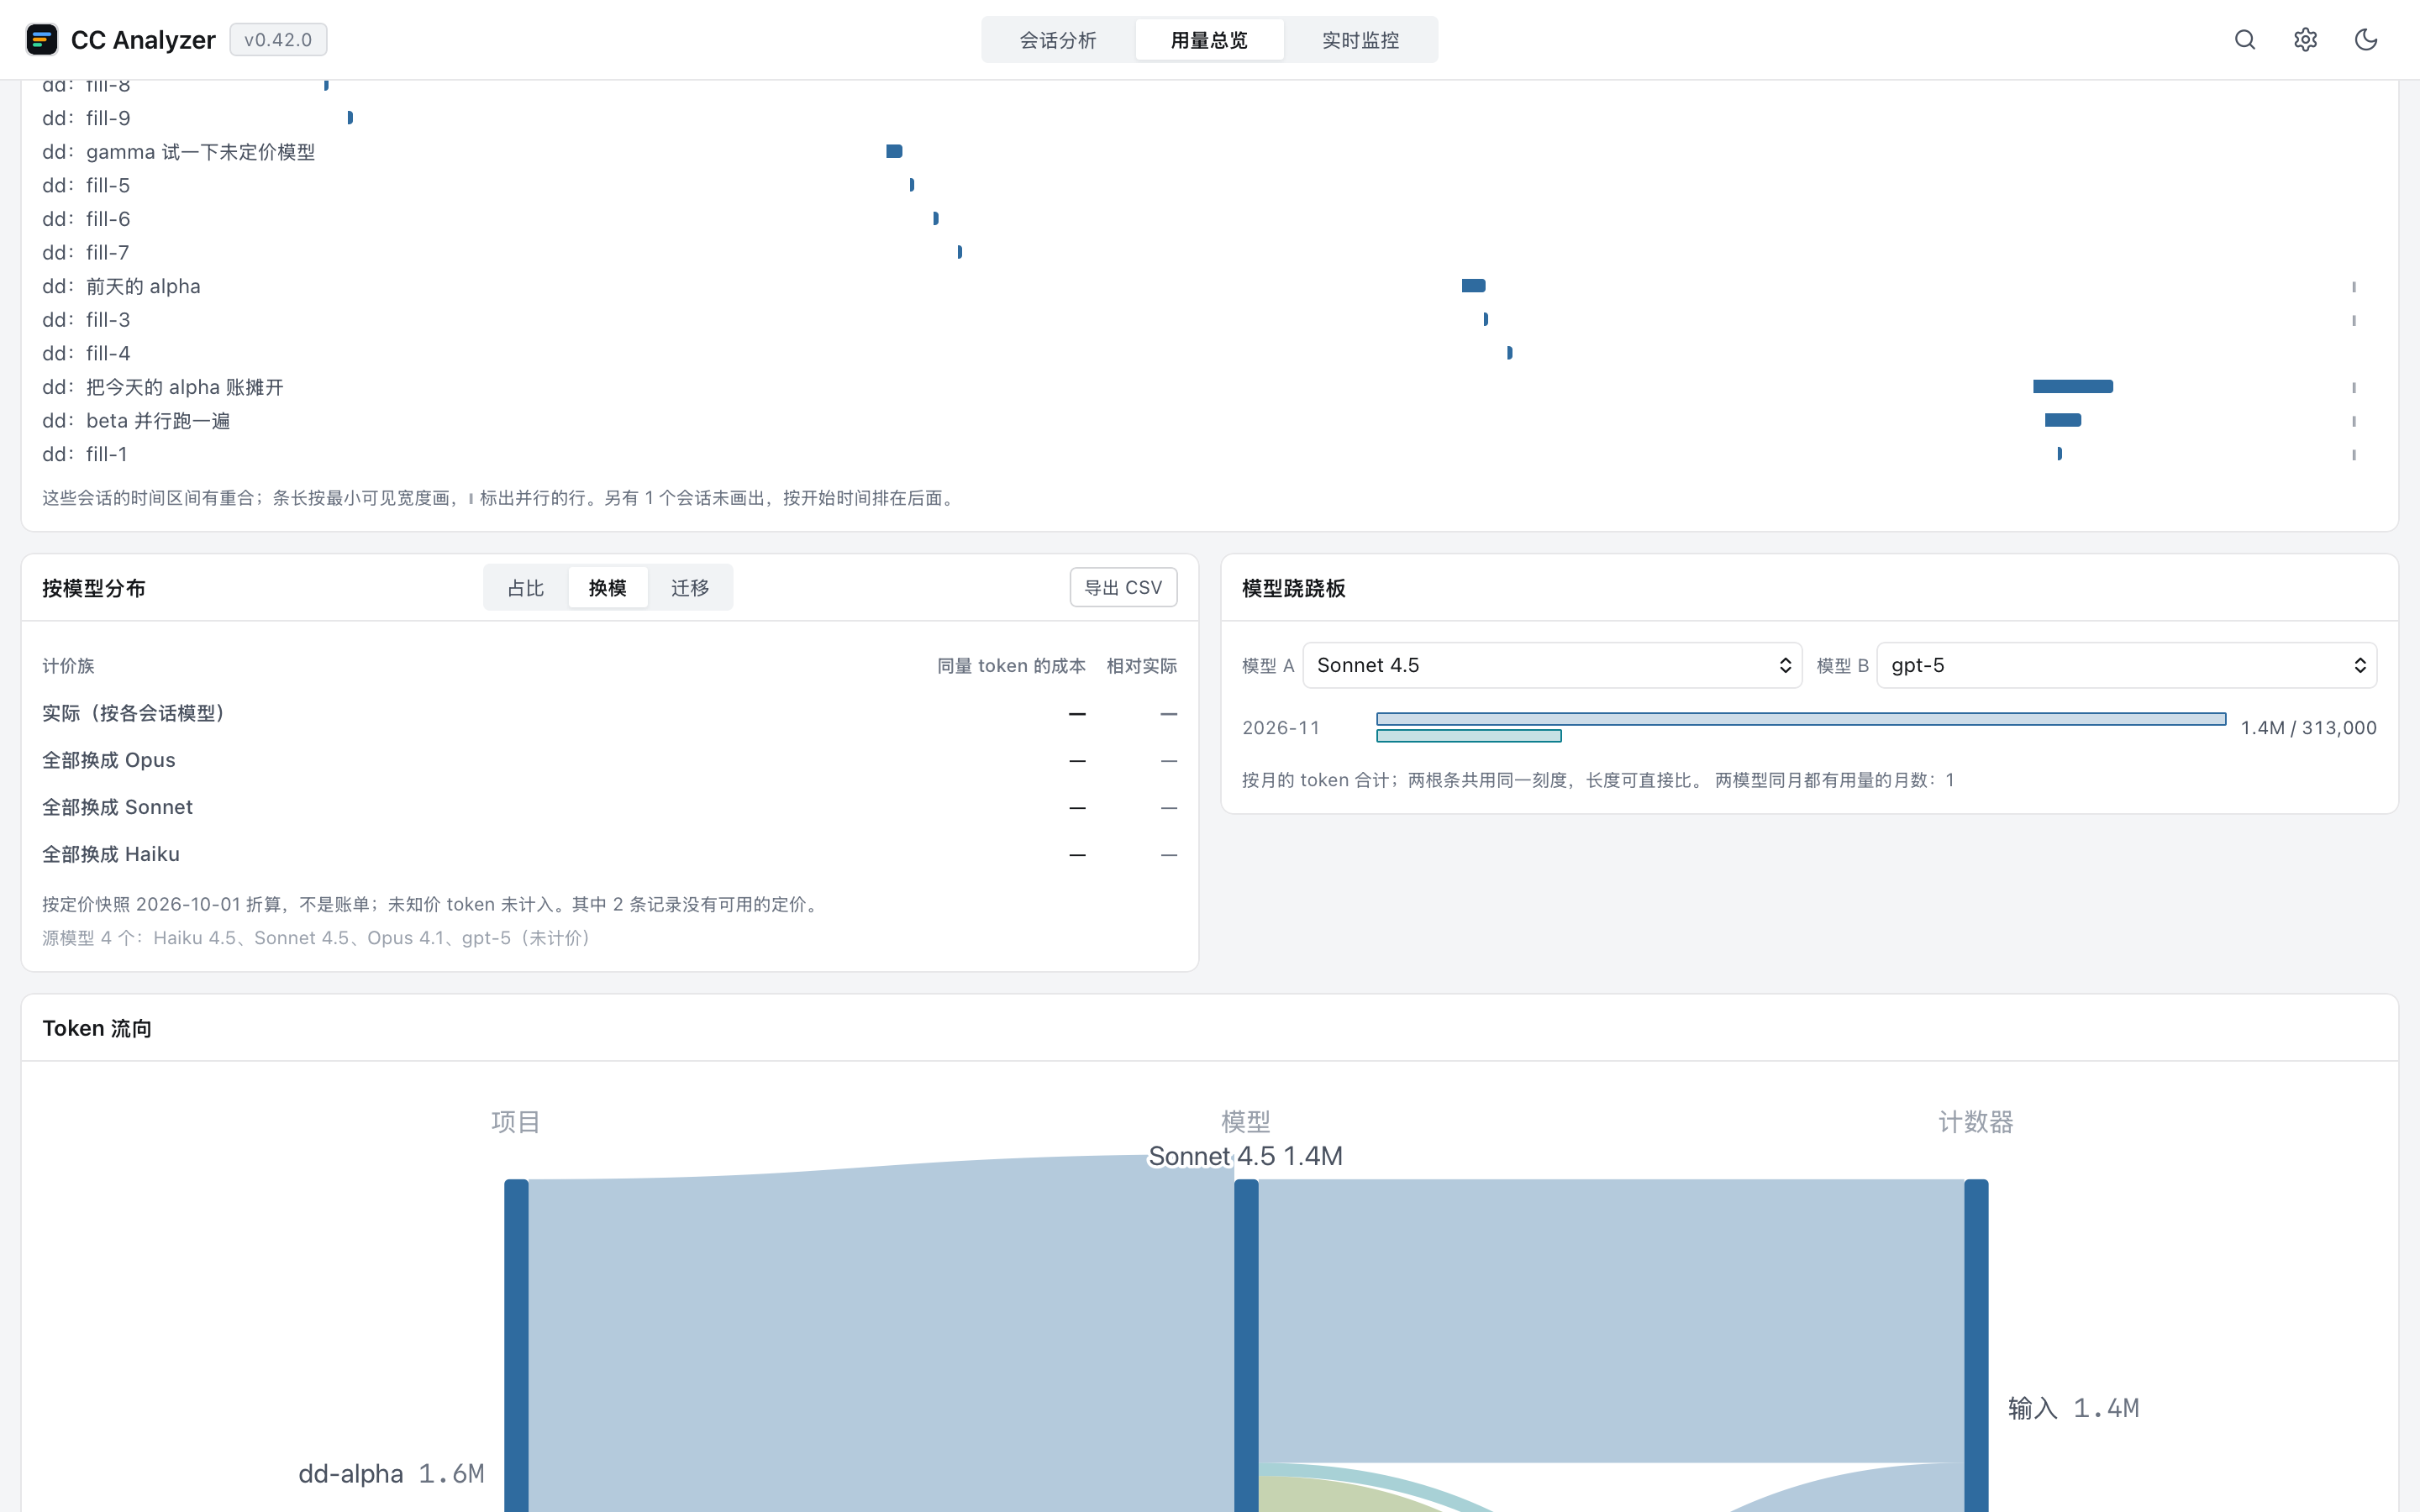 CC Analyzer v0.42.0 会话分析 用量总览 实时监控
dd：fill-8
dd：fill-9
dd：gamma 试一下未定价模型
dd：fill-5
dd：fill-6
dd：fill-7
dd：前天的 alpha
dd：fill-3
dd：fill-4
dd：把今天的 alpha 账摊开
dd：beta 并行跑一遍
dd：fill-1
这些会话的时间区间有重合；条长按最小可见宽度画，‖ 标出并行的行。另有 1 个会话未画出，按开始时间排在后面。
按模型分布 占比 换模 迁移 导出 CSV
计价族 同量 token 的成本 相对实际
实际（按各会话模型） — —
全部换成 Opus — —
全部换成 Sonnet — —
全部换成 Haiku — —
按定价快照 2026-10-01 折算，不是账单；未知价 token 未计入。其中 2 条记录没有可用的定价。
源模型 4 个：Haiku 4.5、Sonnet 4.5、Opus 4.1、gpt-5（未计价）
模型跷跷板
模型 A Sonnet 4.5 模型 B gpt-5
2026-11 1.4M / 313,000
按月的 token 合计；两根条共用同一刻度，长度可直接比。 两模型同月都有用量的月数：1
Token 流向
项目 模型 计数器
Sonnet 4.5 1.4M
输入 1.4M
dd-alpha 1.6M